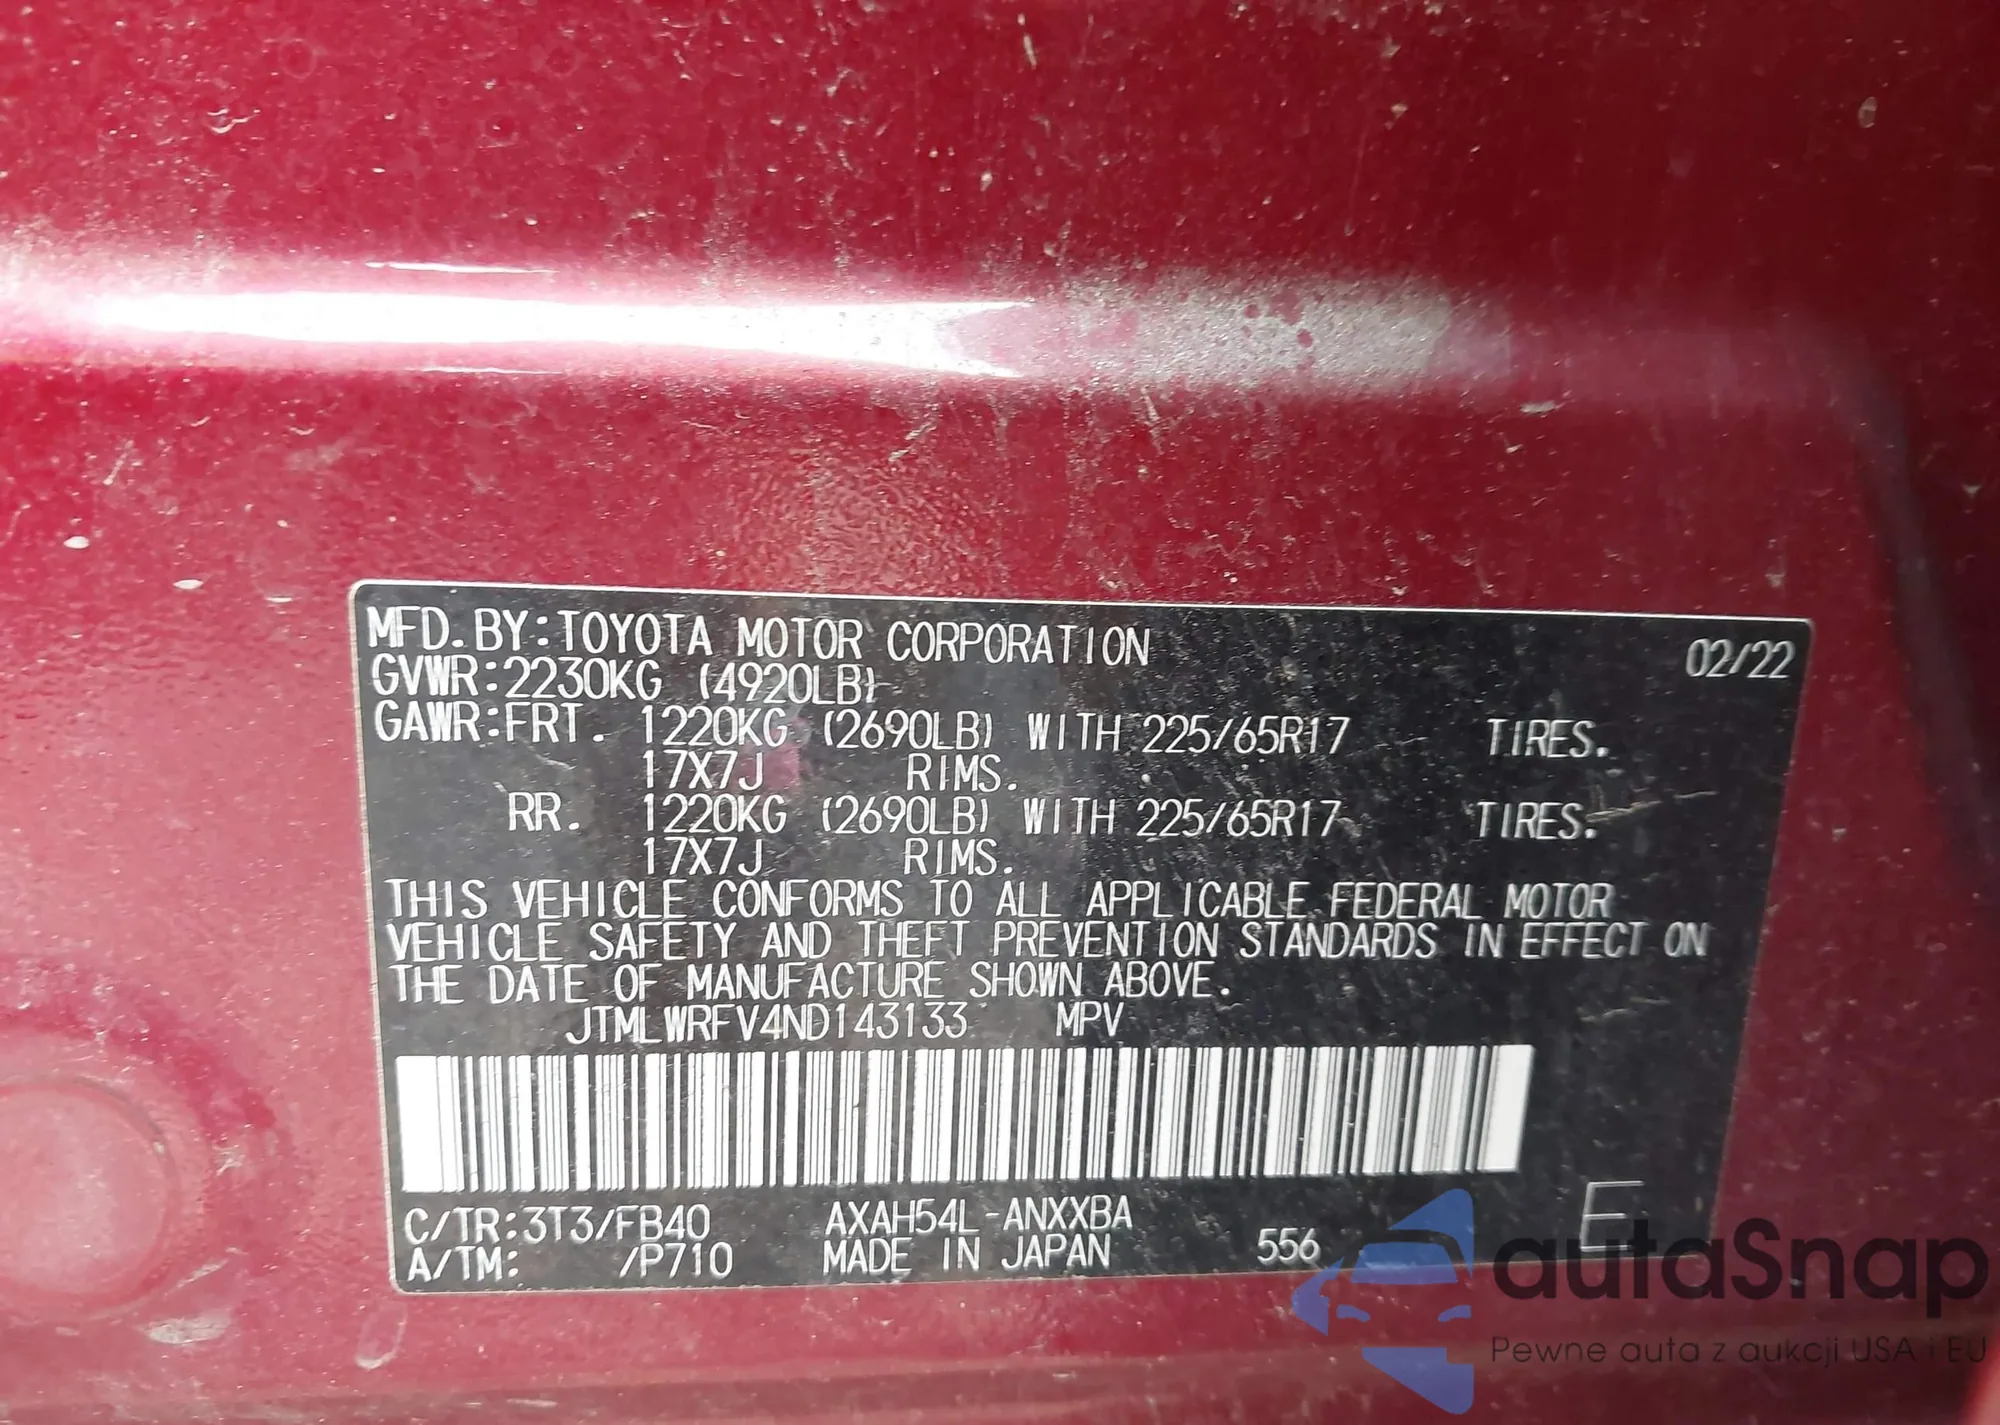 MFD.BY:TOYOTA MOTOR CORPORATION 02/22
GVWR:2230KG (4920LB)
GAWR:FRT. 1220KG (2690LB) WITH 225/65R17 TIRES.
17X7J RIMS.
RR. 1220KG (2690LB) WITH 225/65R17 TIRES.
17X7J RIMS.
THIS VEHICLE CONFORMS TO ALL APPLICABLE FEDERAL MOTOR
VEHICLE SAFETY AND THEFT PREVENTION STANDARDS IN EFFECT ON
THE DATE OF MANUFACTURE SHOWN ABOVE.
JTMLWRFV4ND143133 MPV
C/TR:3T3/FB40 AXAH54L-ANXXBA
A/TM: /P710 MADE IN JAPAN 556 E
autaSnap
Pewne auta z aukcji USA i EU